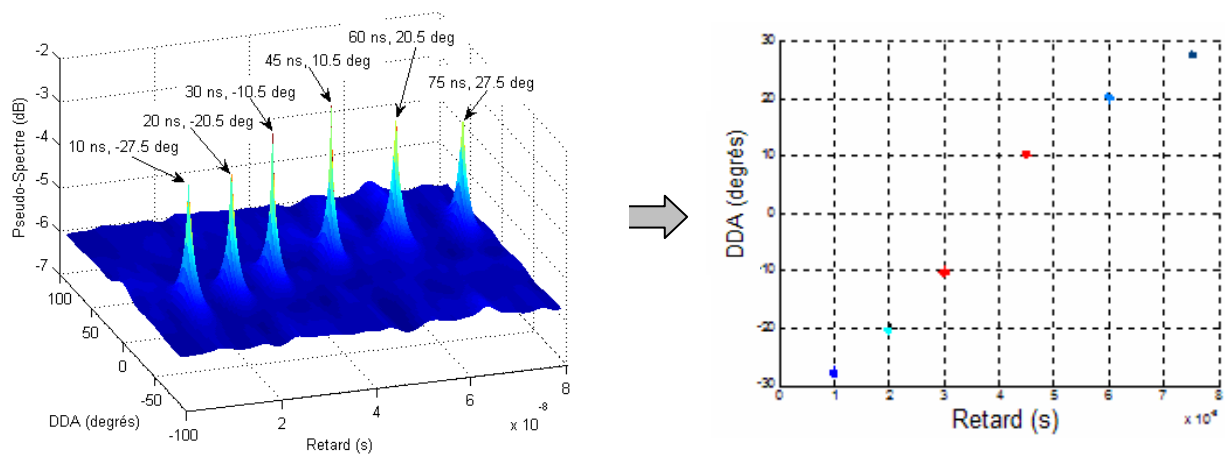 Pseudo-Spectre (dB)
-2
-3
-4
-5
-6
-7
10 ns, -27.5 deg
20 ns, -20.5 deg
30 ns, -10.5 deg
45 ns, 10.5 deg
60 ns, 20.5 deg
75 ns, 27.5 deg
100
50
0
-50
-100
DDA (degrés)
2
4
6
8
x 10
-8
Retard (s)
DDA (degrés)
30
20
10
0
-10
-20
-30
0
1
2
3
4
5
6
7
8
Retard (s)